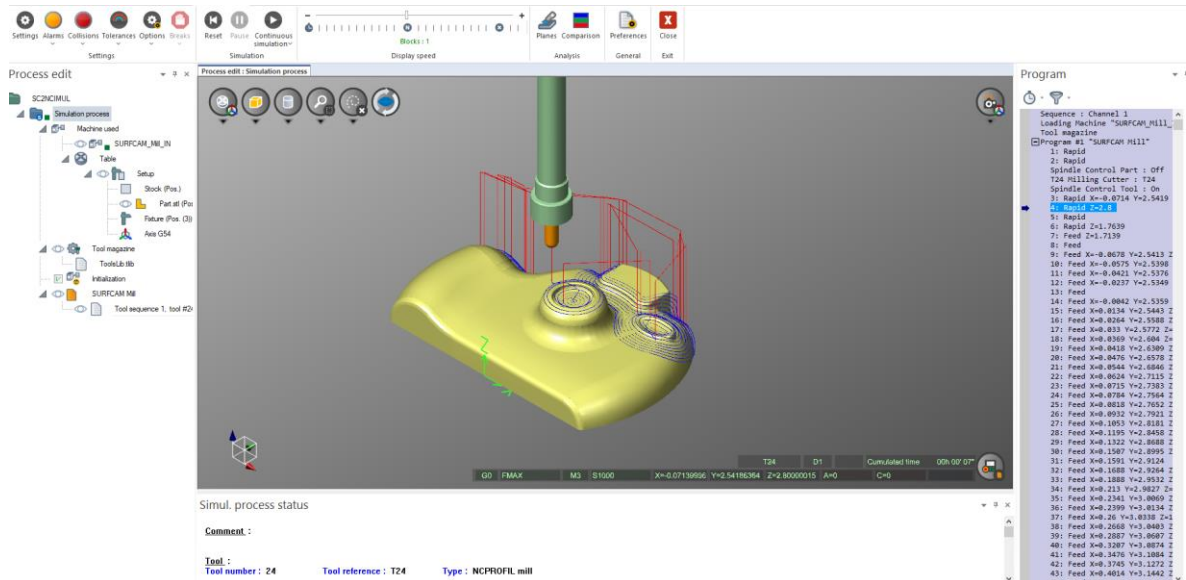 Settings Alarms Collisions Tolerances Options Breaks
Reset Pause Continuous simulation
- +
Blocks : 1
Planes Comparison
Preferences
Close
Settings Simulation Display speed Analysis General Exit
Process edit
SC2NCIMUL
Simulation process
Machine used
SURFCAM_Mill_IN
Table
Setup
Stock (Pos.)
Part.stl (Pos
Fixture (Pos. (3))
Axis G54
Tool magazine
ToolsLib.tlib
Initialization
SURFCAM Mill
Tool sequence 1; tool #24
Process edit : Simulation process
T24 D1 Cumulated time 00h 00' 07"
G0 FMAX M3 S1000 X=-0.07139956 Y=2.54186364 Z=2.80000015 A=0 C=0
Simul. process status
Comment :
Tool :
Tool number : 24 Tool reference : T24 Type : NCPROFIL mill
Program
Sequence : Channel 1
Loading Machine "SURFCAM_Mill_
Tool magazine
Program #1 "SURFCAM Mill"
1: Rapid
2: Rapid
Spindle Control Part : Off
T24 Milling Cutter : T24
Spindle Control Tool : On
3: Rapid X=-0.0714 Y=2.5419
4: Rapid Z=2.8
5: Rapid
6: Rapid Z=1.7639
7: Feed Z=1.7139
8: Feed
9: Feed X=-0.0678 Y=2.5413 Z
10: Feed X=-0.0575 Y=2.5398
11: Feed X=-0.0421 Y=2.5376
12: Feed X=-0.0237 Y=2.5349
13: Feed
14: Feed X=-0.0042 Y=2.5359
15: Feed X=0.0134 Y=2.5443 Z
16: Feed X=0.0264 Y=2.5588 Z
17: Feed X=0.033 Y=2.5772 Z=
18: Feed X=0.0369 Y=2.604 Z=
19: Feed X=0.0418 Y=2.6309 Z
20: Feed X=0.0476 Y=2.6578 Z
21: Feed X=0.0544 Y=2.6846 Z
22: Feed X=0.0624 Y=2.7115 Z
23: Feed X=0.0715 Y=2.7383 Z
24: Feed X=0.0784 Y=2.7564 Z
25: Feed X=0.0818 Y=2.7652 Z
26: Feed X=0.0932 Y=2.7921 Z
27: Feed X=0.1053 Y=2.8181 Z
28: Feed X=0.1195 Y=2.8458 Z
29: Feed X=0.1322 Y=2.8688 Z
30: Feed X=0.1507 Y=2.8995 Z
31: Feed X=0.1591 Y=2.9124
32: Feed X=0.1688 Y=2.9264 Z
33: Feed X=0.1888 Y=2.9532 Z
34: Feed X=0.213 Y=2.9827 Z=
35: Feed X=0.2341 Y=3.0069 Z
36: Feed X=0.2399 Y=3.0134 Z
37: Feed X=0.26 Y=3.0338 Z=1
38: Feed X=0.2668 Y=3.0403 Z
39: Feed X=0.2887 Y=3.0607 Z
40: Feed X=0.3207 Y=3.0874 Z
41: Feed X=0.3476 Y=3.1084 Z
42: Feed X=0.3745 Y=3.1272 Z
43: Feed X=0.4014 Y=3.1442 Z